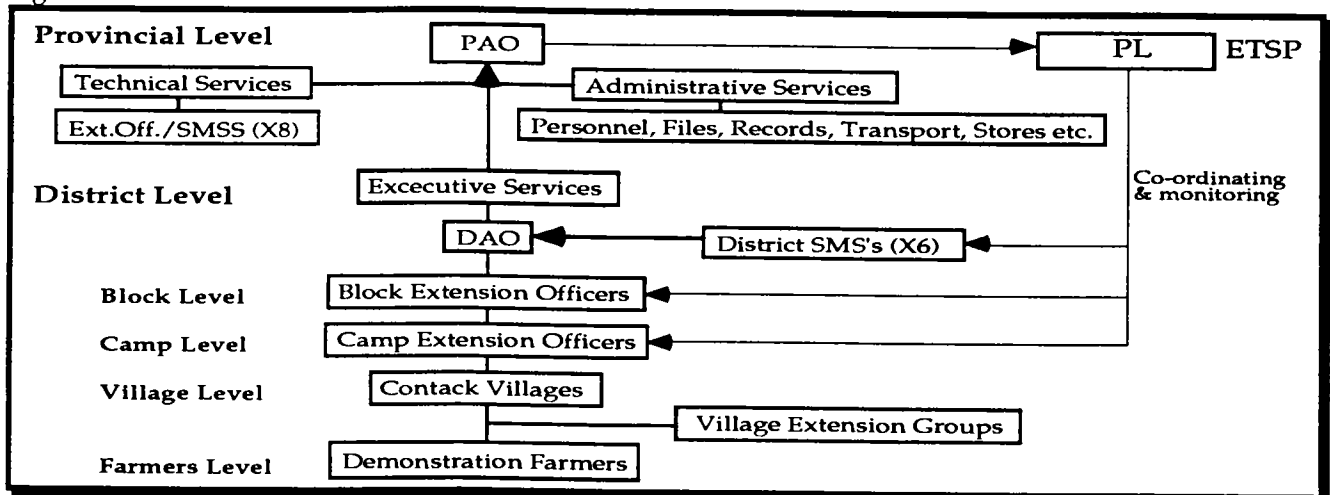 Provincial Level
PAO
PL
ETSP
Technical Services
Administrative Services
Ext.Off./SMSS (X8)
Personnel, Files, Records, Transport, Stores etc.
District Level
Excecutive Services
Co-ordinating
& monitoring
DAO
District SMS's (X6)
Block Level
Block Extension Officers
Camp Level
Camp Extension Officers
Village Level
Contack Villages
Village Extension Groups
Farmers Level
Demonstration Farmers